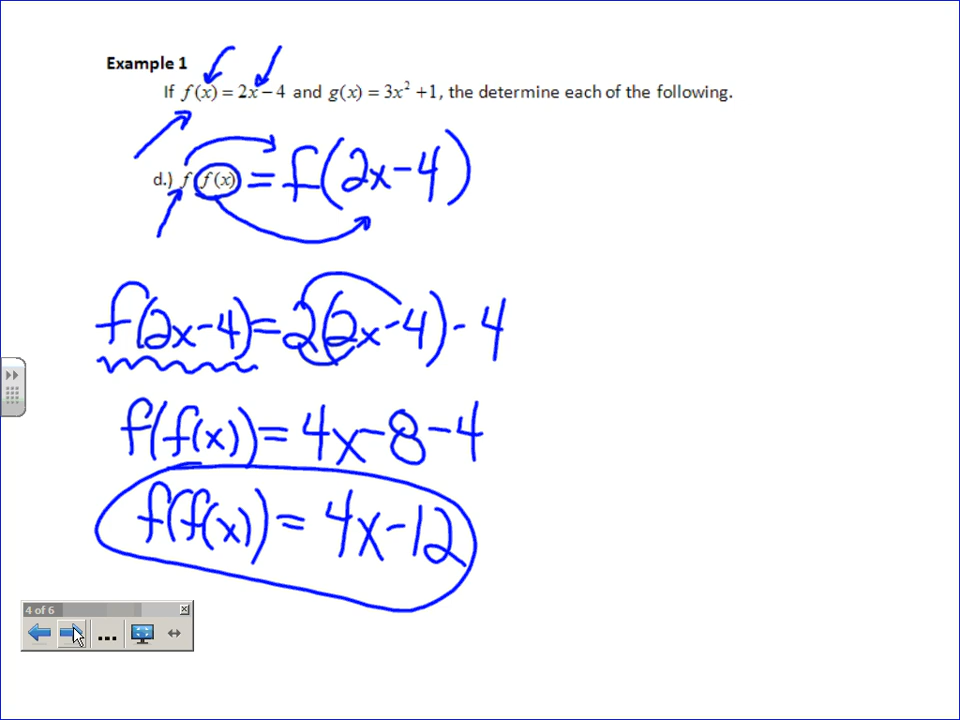 Example 1
If f(x) = 2x − 4 and g(x) = 3x² + 1, the determine each of the following.
d.) f(f(x)) = f(2x-4)
f(2x-4) = 2(2x-4) - 4
f(f(x)) = 4x-8-4
f(f(x)) = 4x-12
4 of 6